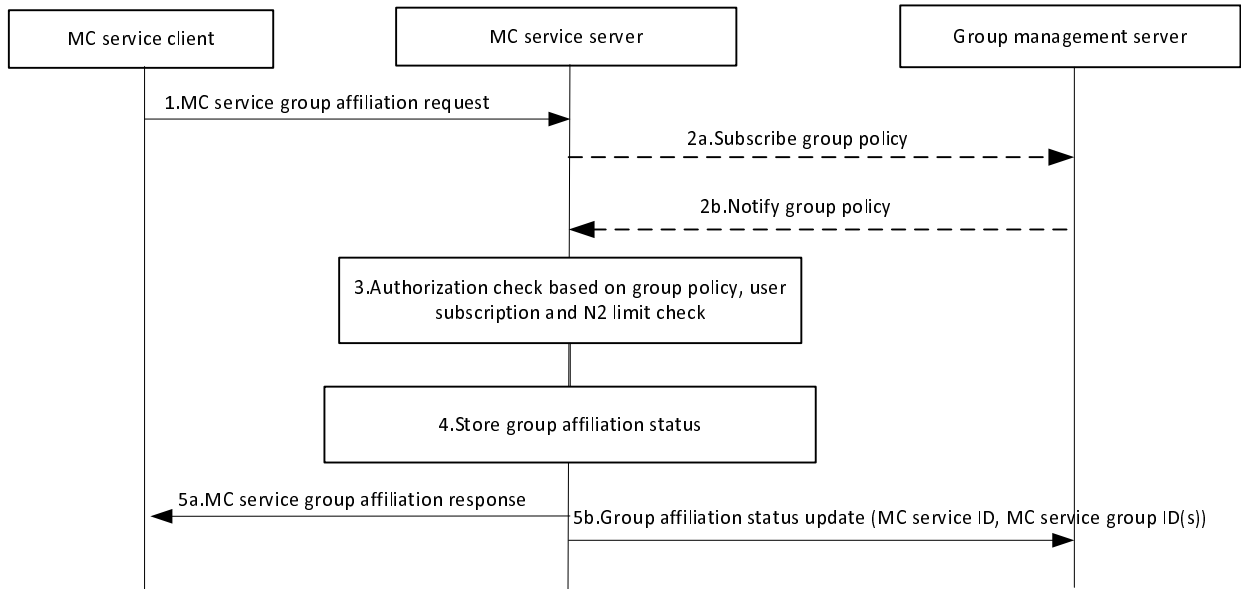 MC service client
MC service server
Group management server
1.MC service group affiliation request
2a.Subscribe group policy
2b.Notify group policy
3.Authorization check based on group policy, user
subscription and N2 limit check
4.Store group affiliation status
5a.MC service group affiliation response
5b.Group affiliation status update (MC service ID, MC service group ID(s))